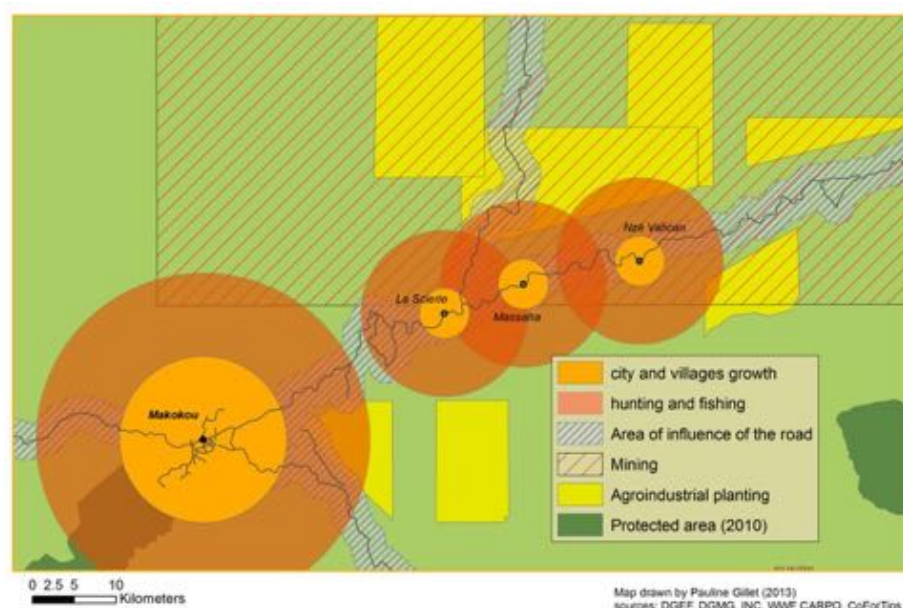 Nzé Vatican
La Scierie
Massaha
Makokou
city and villages growth
hunting and fishing
Area of influence of the road
Mining
Agroindustrial planting
Protected area (2010)
0 2.5 5 10
Kilometers
Map drawn by Pauline Gillet (2013)
sources: DGEF, DGMG, INC, WWF CARPO, CoForTips